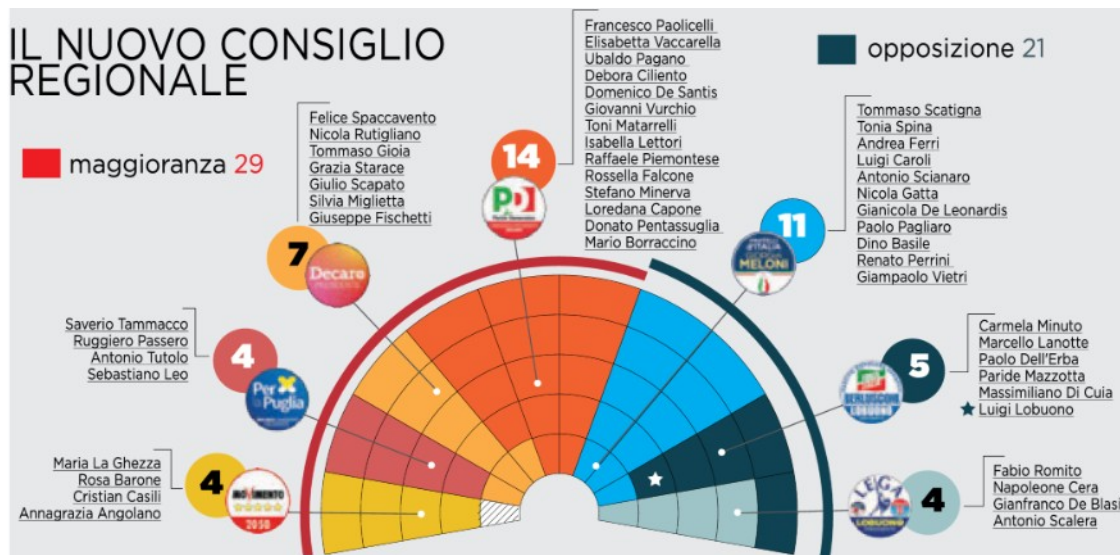 IL NUOVO CONSIGLIO
REGIONALE
maggioranza 29
opposizione 21
Felice Spaccavento
Nicola Rutigliano
Tommaso Gioia
Grazia Starace
Giulio Scapato
Silvia Miglietta
Giuseppe Fischetti
7
Decaro
Francesco Paolicelli
Elisabetta Vaccarella
Ubaldo Pagano
Debora Ciliento
Domenico De Santis
Giovanni Vurchio
Toni Matarrelli
Isabella Lettori
Raffaele Piemontese
Rossella Falcone
Stefano Minerva
Loredana Capone
Donato Pentassuglia
Mario Borraccino
14
PD
Tommaso Scatigna
Tonia Spina
Andrea Ferri
Luigi Caroli
Antonio Scianaro
Nicola Gatta
Gianicola De Leonardis
Paolo Pagliaro
Dino Basile
Renato Perrini
Giampaolo Vietri
11
MELONI
Saverio Tammacco
Ruggiero Passero
Antonio Tutolo
Sebastiano Leo
4
Per
la Puglia
Carmela Minuto
Marcello Lanotte
Paolo Dell'Erba
Paride Mazzotta
Massimiliano Di Cuia
Luigi Lobuono
5
BERLUSCONI
LOBUONO
Maria La Ghezza
Rosa Barone
Cristian Casili
Annagrazia Angolano
4
MOVIMENTO
2050
Fabio Romito
Napoleone Cera
Gianfranco De Blasi
Antonio Scalera
4
LEGA
LOBUONO